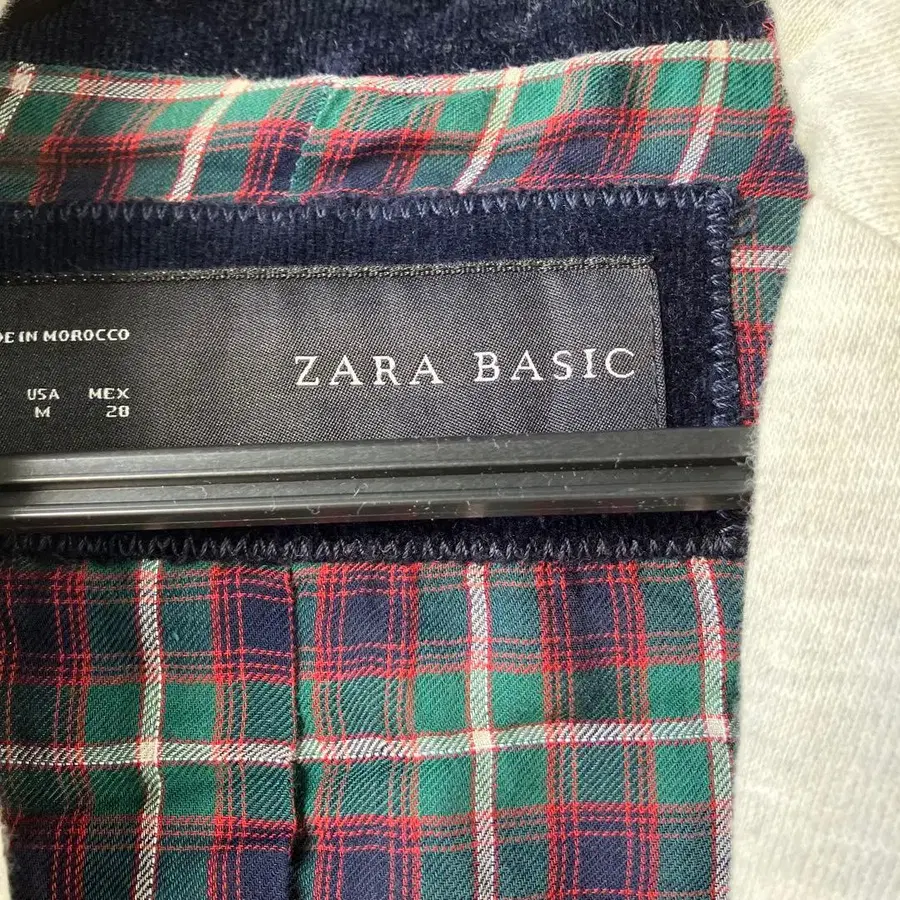 DE IN MOROCCO
ZARA BASIC
USA MEX
M 28